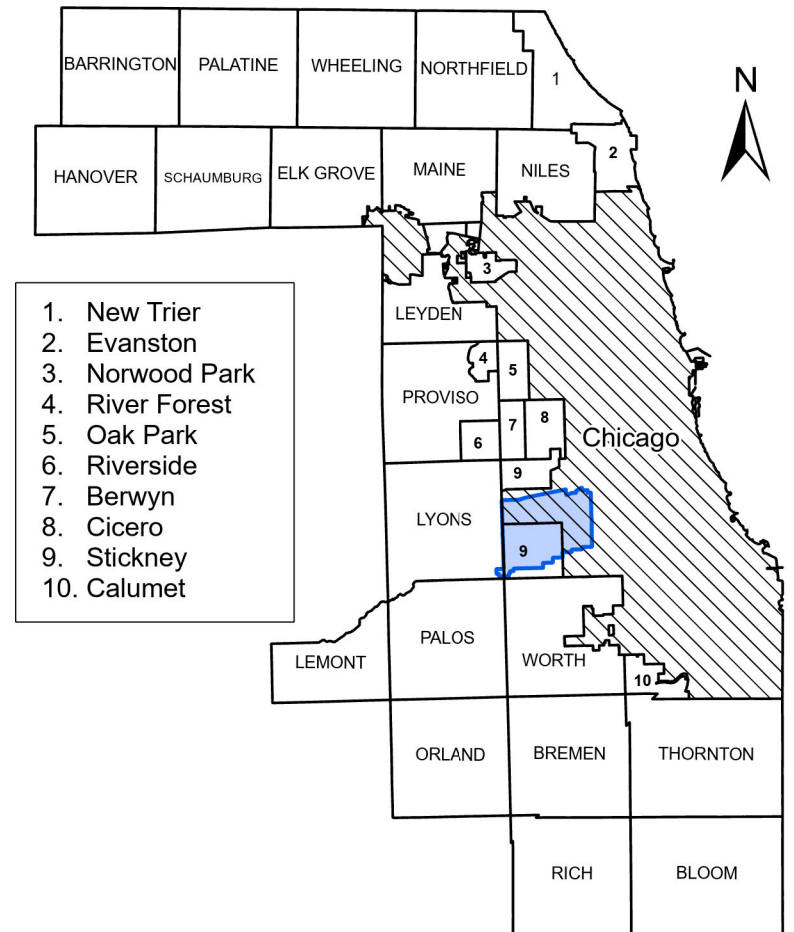 BARRINGTON PALATINE WHEELING NORTHFIELD 1
N
HANOVER SCHAUMBURG ELK GROVE MAINE NILES 2
3
1. New Trier
2. Evanston
3. Norwood Park
4. River Forest
5. Oak Park
6. Riverside
7. Berwyn
8. Cicero
9. Stickney
10. Calumet
LEYDEN
4 5
PROVISO
7 8
6
Chicago
9
LYONS
9
PALOS
LEMONT WORTH
10
ORLAND BREMEN THORNTON
RICH BLOOM